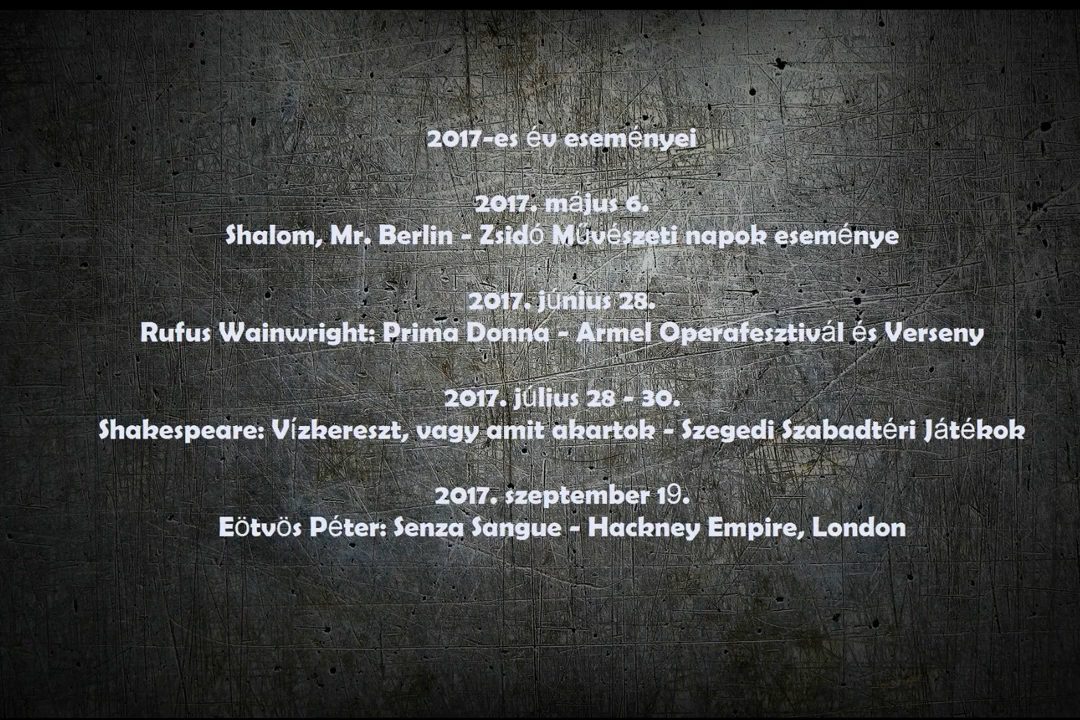 2017-es év eseményei
2017. május 6.
Shalom, Mr. Berlin - Zsidó Művészeti napok eseménye
2017. június 28.
Rufus Wainwright: Prima Donna - Armel Operafesztivál és Verseny
2017. július 28 - 30.
Shakespeare: Vízkereszt, vagy amit akartok - Szegedi Szabadtéri Játékok
2017. szeptember 19.
Eötvös Péter: Senza Sangue - Hackney Empire, London